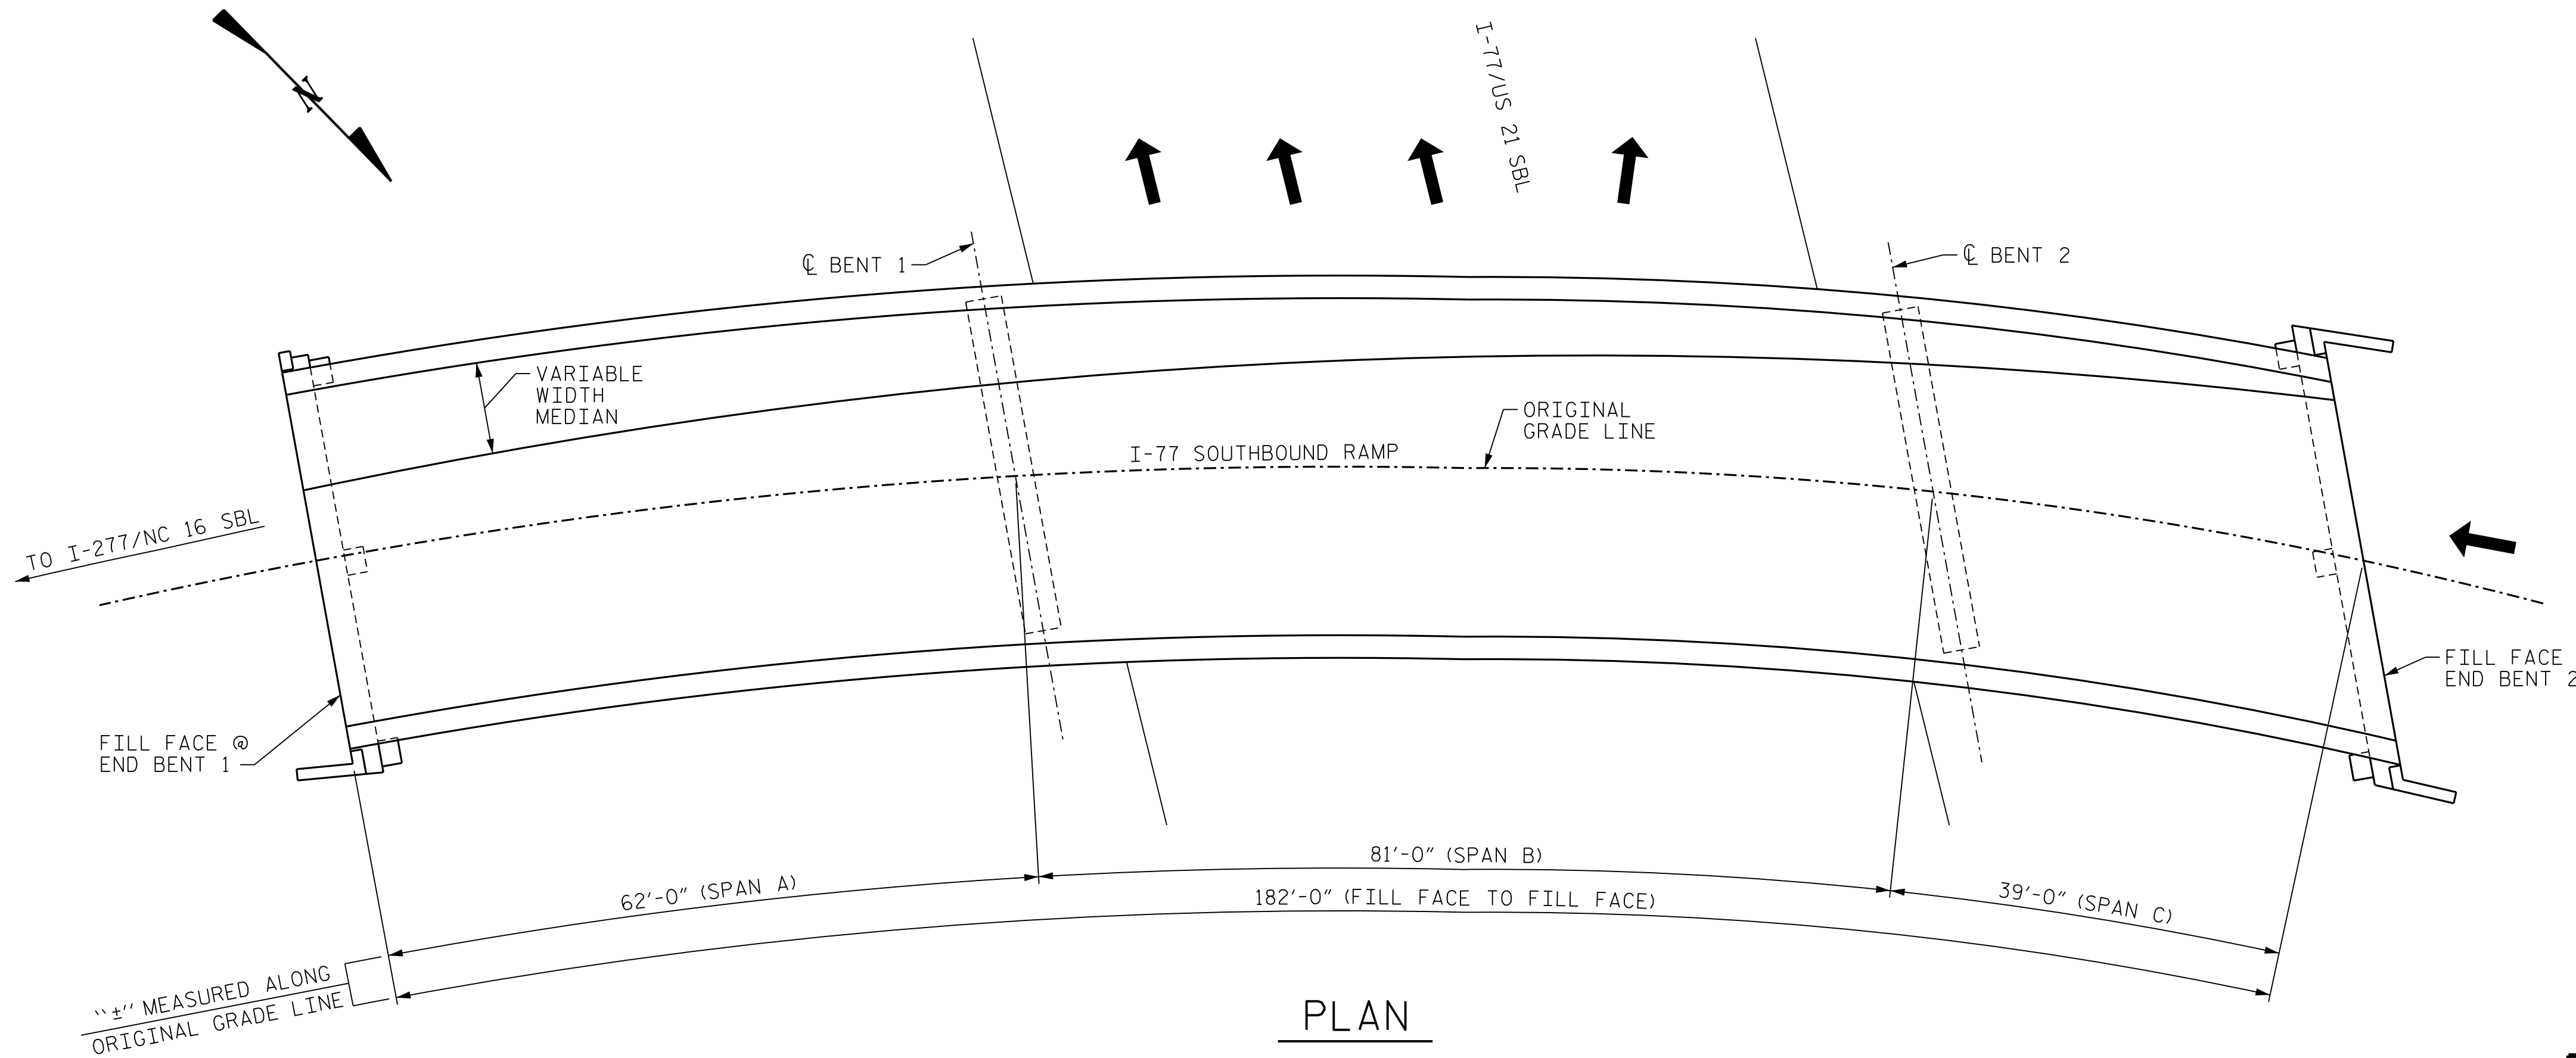 N
I-77/US 21 SBL
℄ BENT 1
℄ BENT 2
VARIABLE
WIDTH
MEDIAN
ORIGINAL
GRADE LINE
I-77 SOUTHBOUND RAMP
TO I-277/NC 16 SBL
FILL FACE
END BENT 2
FILL FACE @
END BENT 1
81'-0" (SPAN B)
62'-0" (SPAN A)
182'-0" (FILL FACE TO FILL FACE)
39'-0" (SPAN C)
"±" MEASURED ALONG
ORIGINAL GRADE LINE
PLAN